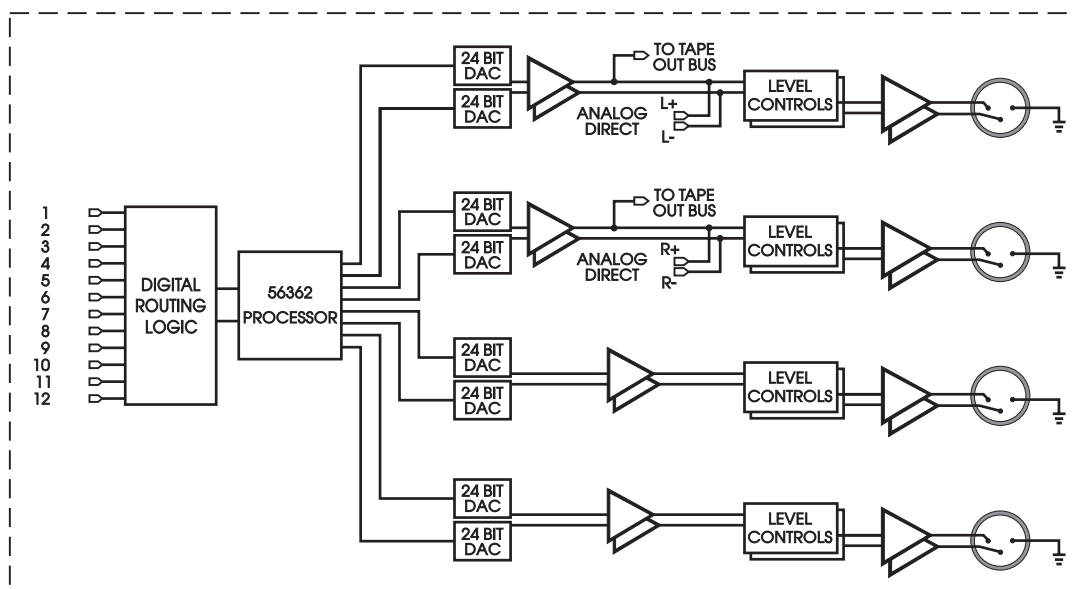 1
2
3
4
5
6
7
8
9
10
11
12
DIGITAL
ROUTING
LOGIC
56362
PROCESSOR
24 BIT
DAC
24 BIT
DAC
TO TAPE
OUT BUS
ANALOG
DIRECT
L+
L-
LEVEL
CONTROLS
24 BIT
DAC
24 BIT
DAC
TO TAPE
OUT BUS
ANALOG
DIRECT
R+
R-
LEVEL
CONTROLS
24 BIT
DAC
24 BIT
DAC
LEVEL
CONTROLS
24 BIT
DAC
24 BIT
DAC
LEVEL
CONTROLS